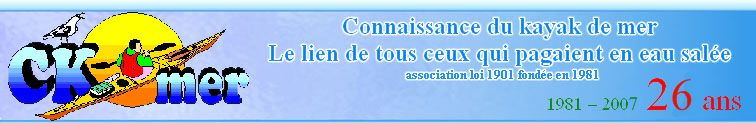 CK mer
Connaissance du kayak de mer
Le lien de tous ceux qui pagaient en eau salée
association loi 1901 fondée en 1981
1981 – 2007 26 ans